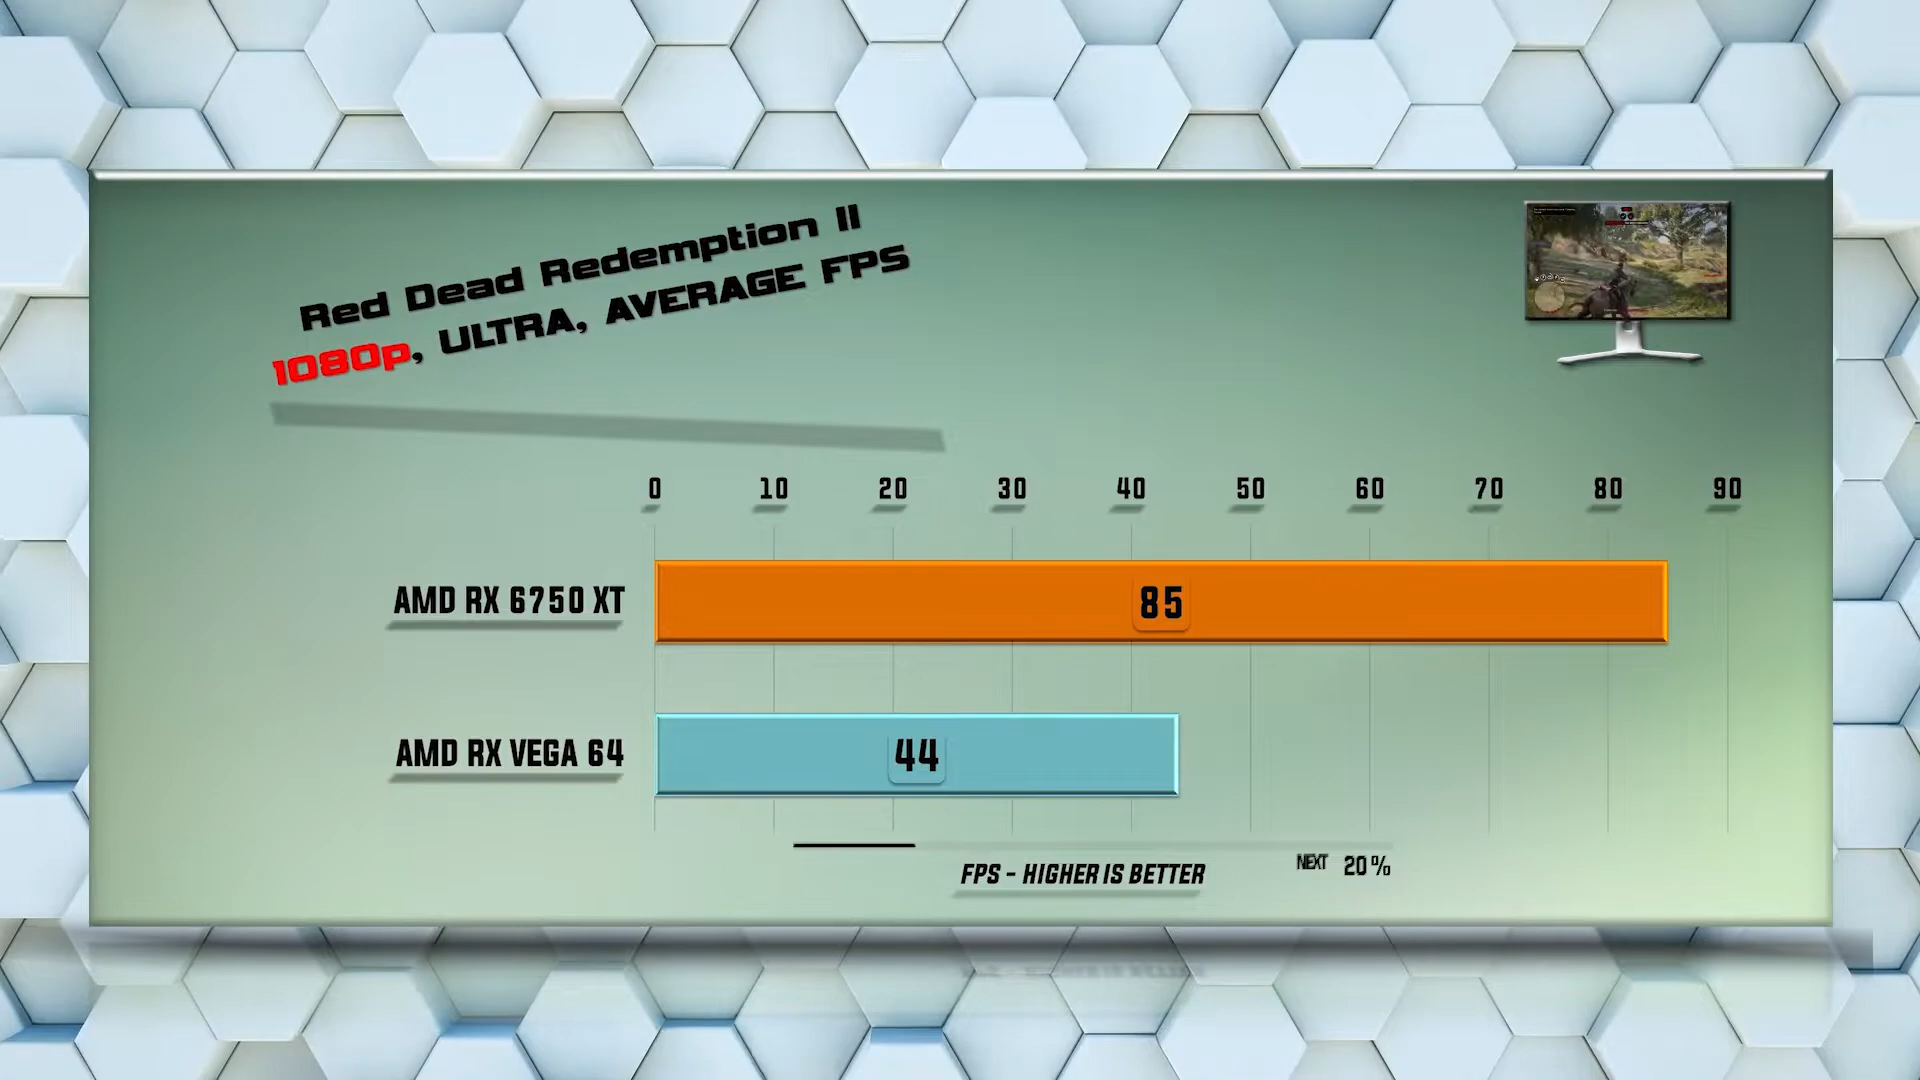 Red Dead Redemption II
1080p, ULTRA, AVERAGE FPS
0 10 20 30 40 50 60 70 80 90
AMD RX 6750 XT
85
AMD RX VEGA 64
44
FPS - HIGHER IS BETTER
NEXT 20%